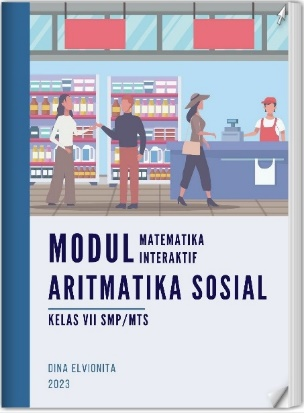 MODUL MATEMATIKA INTERAKTIF
ARITMATIKA SOSIAL
KELAS VII SMP/MTS
DINA ELVIONITA
2023